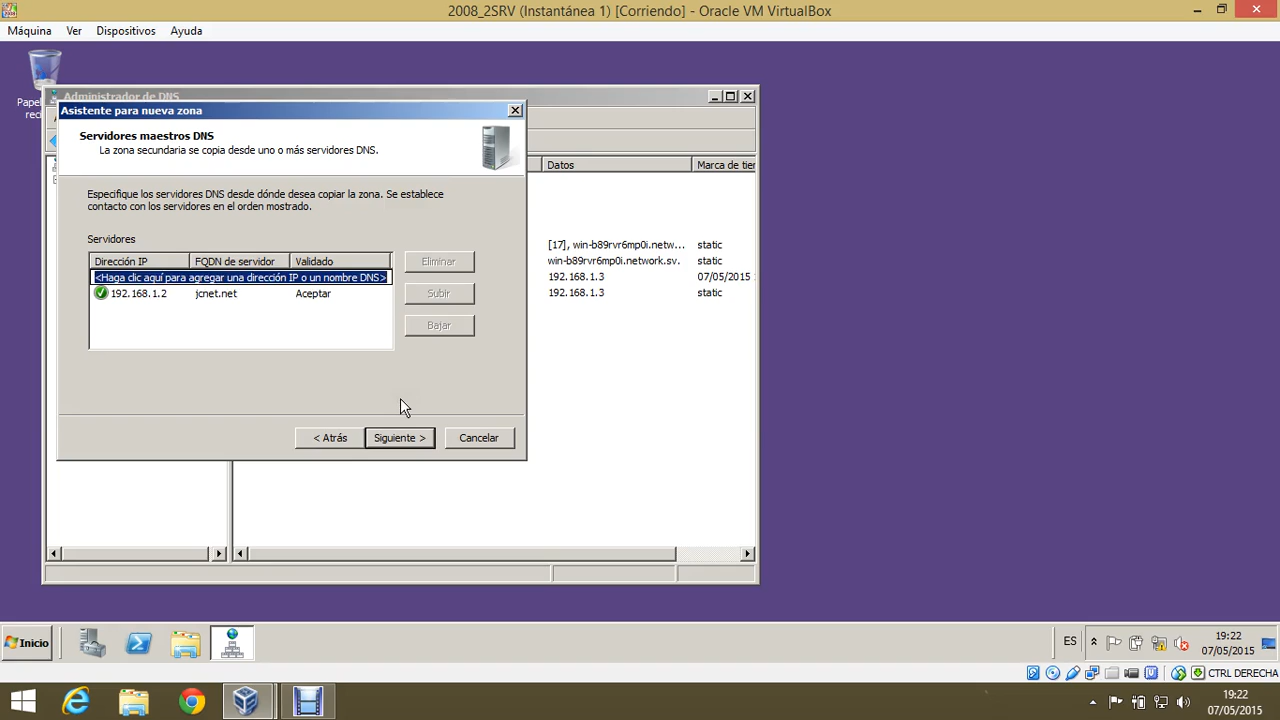 2008_2SRV (Instantánea 1) [Corriendo] - Oracle VM VirtualBox
Máquina Ver Dispositivos Ayuda
Administrador de DNS
Asistente para nueva zona
Servidores maestros DNS
La zona secundaria se copia desde uno o más servidores DNS.
Datos Marca de tien
Especifique los servidores DNS desde dónde desea copiar la zona. Se establece
contacto con los servidores en el orden mostrado.
Servidores
Dirección IP FQDN de servidor Validado
<Haga clic aquí para agregar una dirección IP o un nombre DNS>
192.168.1.2 jcnet.net Aceptar
Eliminar
Subir
Bajar
[17], win-b89rvr6mp0i.netw... static
win-b89rvr6mp0i.network.sv. static
192.168.1.3 07/05/2015
192.168.1.3 static
< Atrás Siguiente > Cancelar
Inicio
ES
19:22
07/05/2015
CTRL DERECHA
19:22
07/05/2015